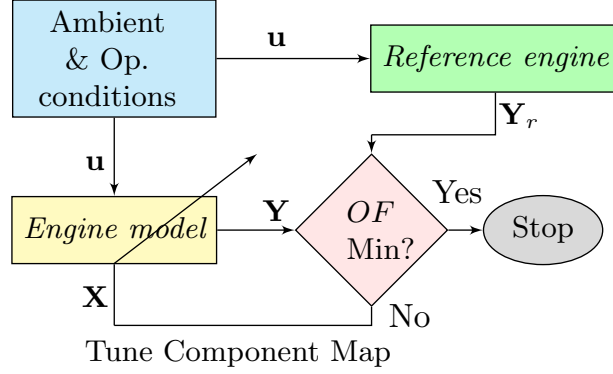 Ambient
& Op.
conditions
u
Reference engine
Y_r
u
Engine model
Y
OF
Min?
Yes
Stop
X
No
Tune Component Map